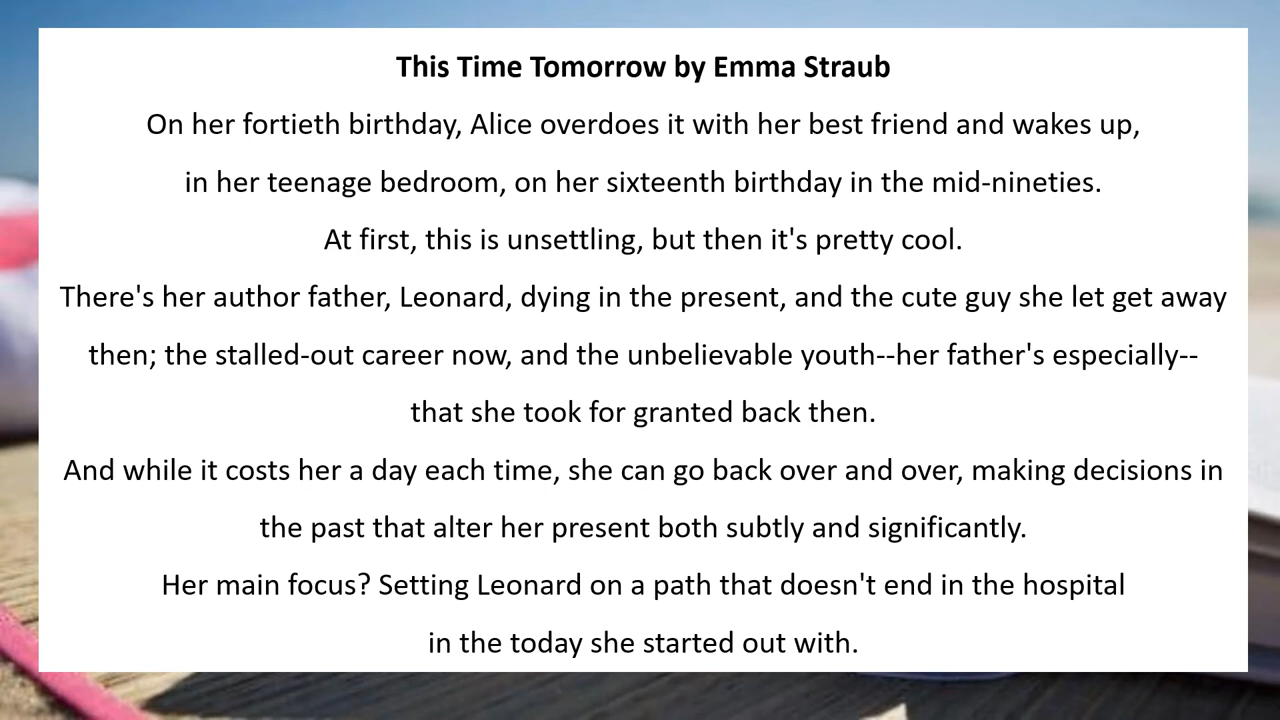 This Time Tomorrow by Emma Straub
On her fortieth birthday, Alice overdoes it with her best friend and wakes up,
in her teenage bedroom, on her sixteenth birthday in the mid-nineties.
At first, this is unsettling, but then it's pretty cool.
There's her author father, Leonard, dying in the present, and the cute guy she let get away
then; the stalled-out career now, and the unbelievable youth--her father's especially--
that she took for granted back then.
And while it costs her a day each time, she can go back over and over, making decisions in
the past that alter her present both subtly and significantly.
Her main focus? Setting Leonard on a path that doesn't end in the hospital
in the today she started out with.